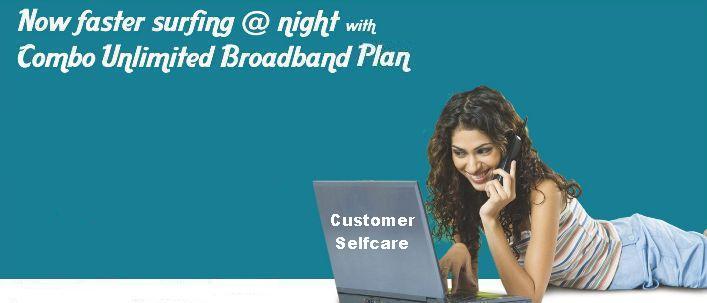 Now faster surfing @ night with
Combo Unlimited Broadband Plan
Customer
Selfcare